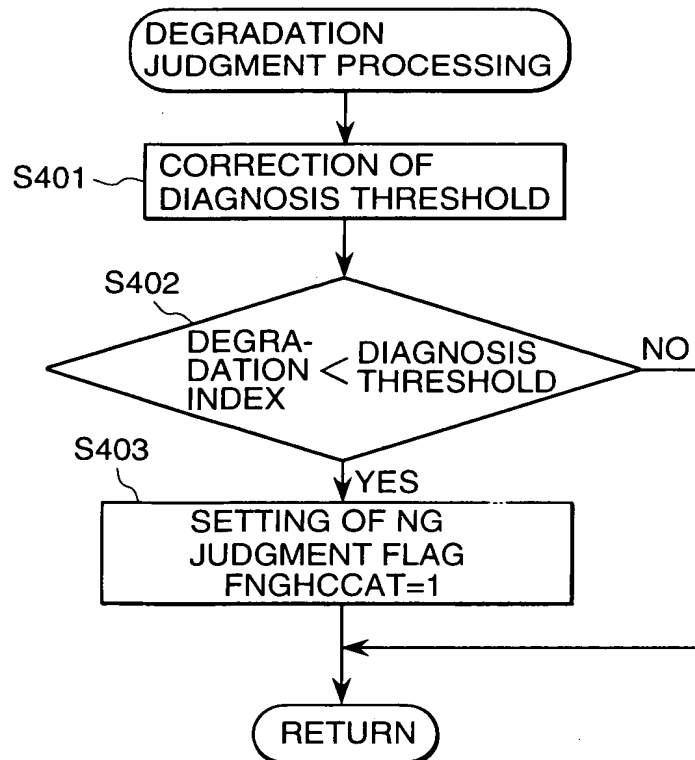 DEGRADATION
JUDGMENT PROCESSING
S401
CORRECTION OF
DIAGNOSIS THRESHOLD
S402
DEGRA-
DATION
INDEX
<
DIAGNOSIS
THRESHOLD
NO
S403
YES
SETTING OF NG
JUDGMENT FLAG
FNGHCCAT=1
RETURN